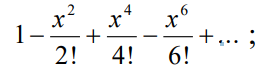 1 - x²/2! + x⁴/4! - x⁶/6! + ... ;